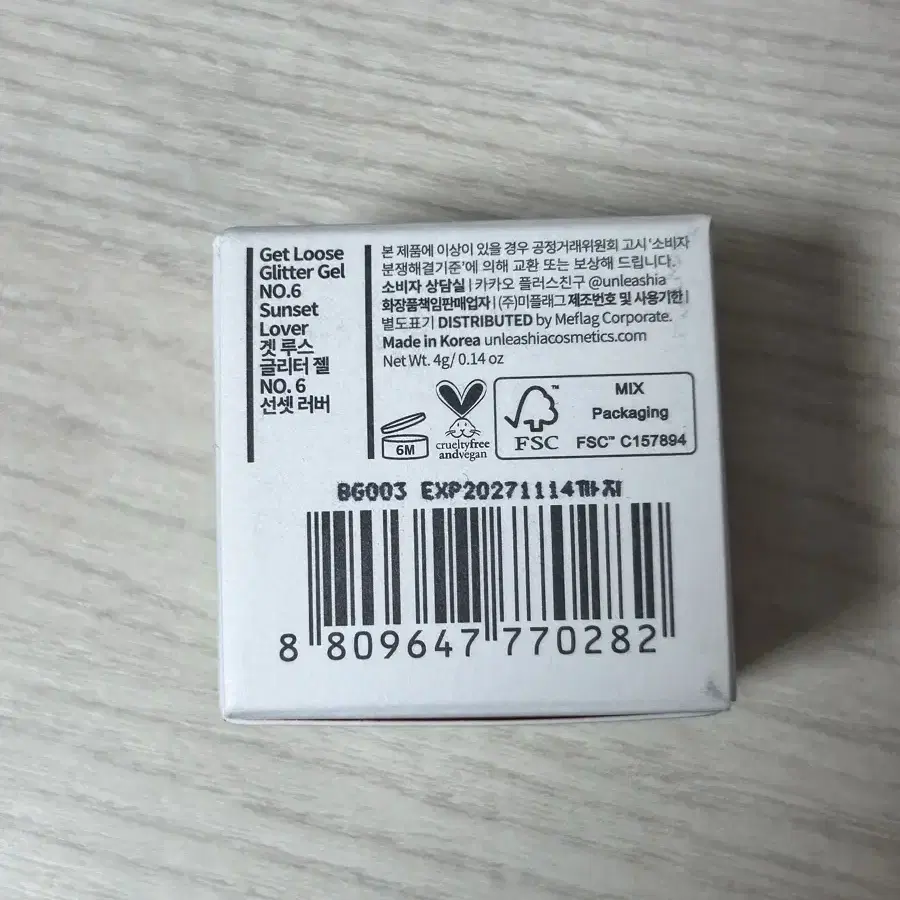 Get Loose
Glitter Gel
NO.6
Sunset
Lover
겟 루스
글리터 젤
NO. 6
선셋 러버
본 제품에 이상이 있을 경우 공정거래위원회 고시 '소비자
분쟁해결기준'에 의해 교환 또는 보상해 드립니다.
소비자 상담실 | 카카오 플러스친구 @unleashia
화장품책임판매업자 | (주)미플래그 제조번호 및 사용기한 |
별도표기 DISTRIBUTED by Meflag Corporate.
Made in Korea unleashiacosmetics.com
Net Wt. 4g/ 0.14 oz
6M
crueltyfree
andvegan
FSC™
MIX
Packaging
FSC™ C157894
BG003 EXP20271114까지
8 809647 770282